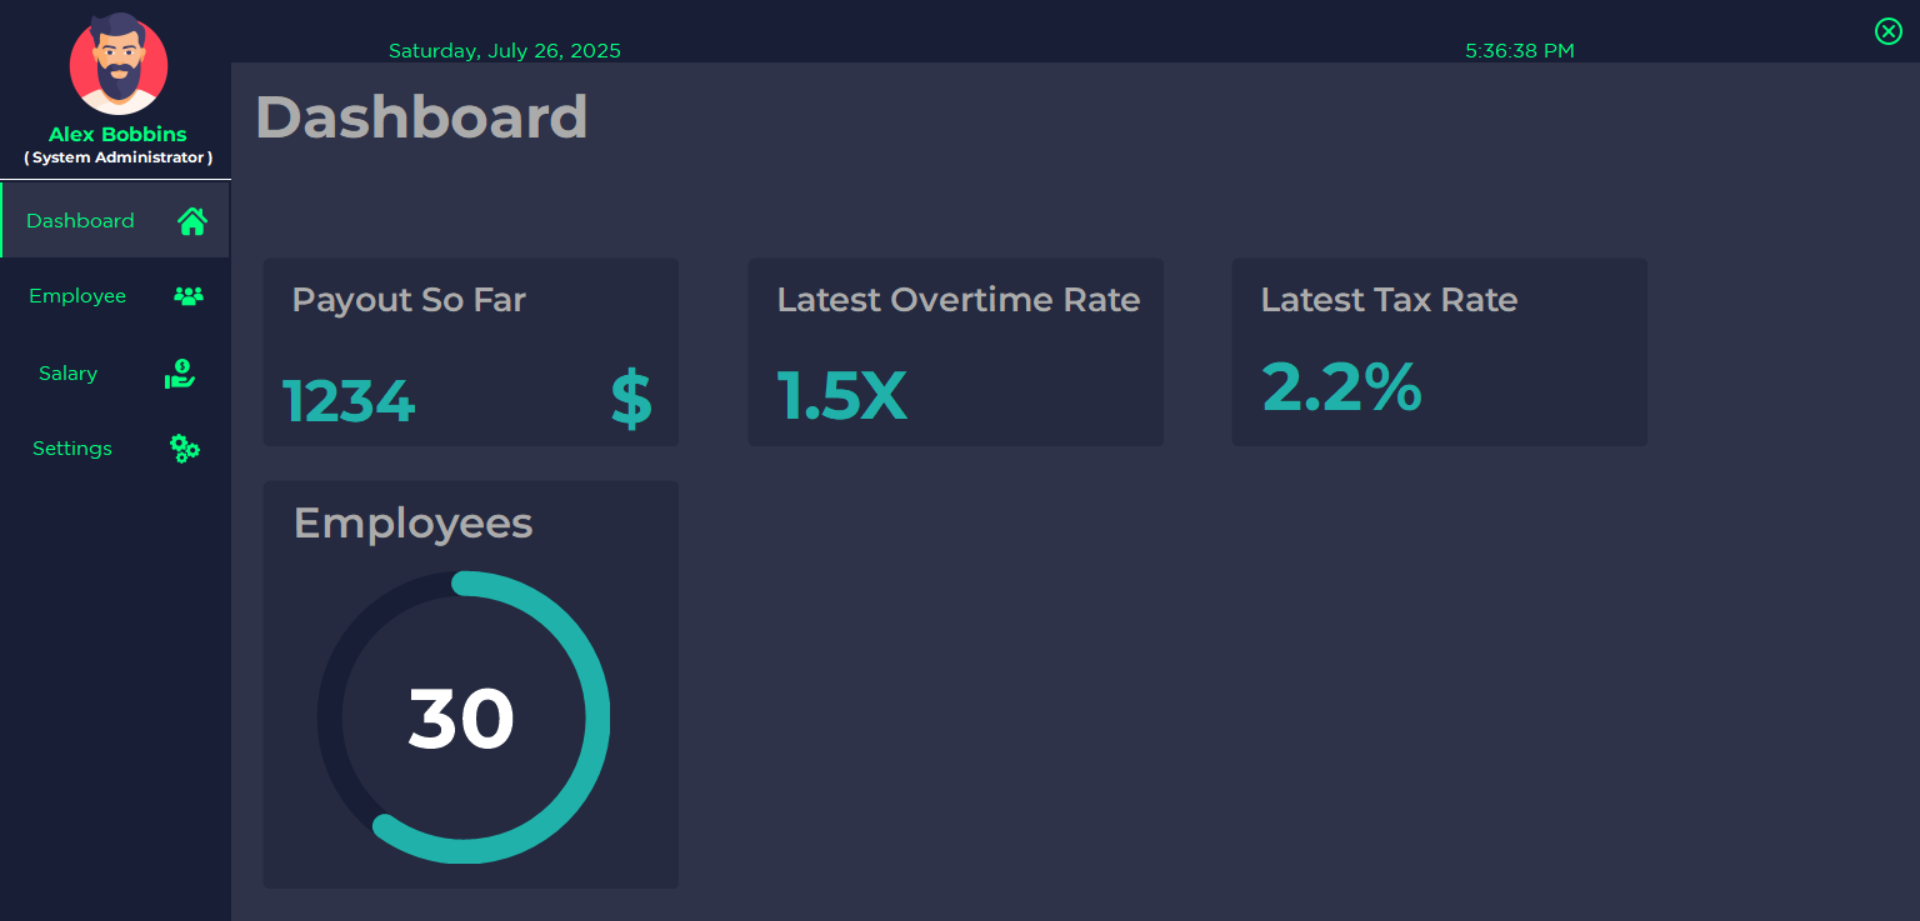 Saturday, July 26, 2025
5:36:38 PM
Alex Bobbins
( System Administrator )
Dashboard
Employee
Salary
Settings
Dashboard
Payout So Far
1234 $
Latest Overtime Rate
1.5X
Latest Tax Rate
2.2%
Employees
30